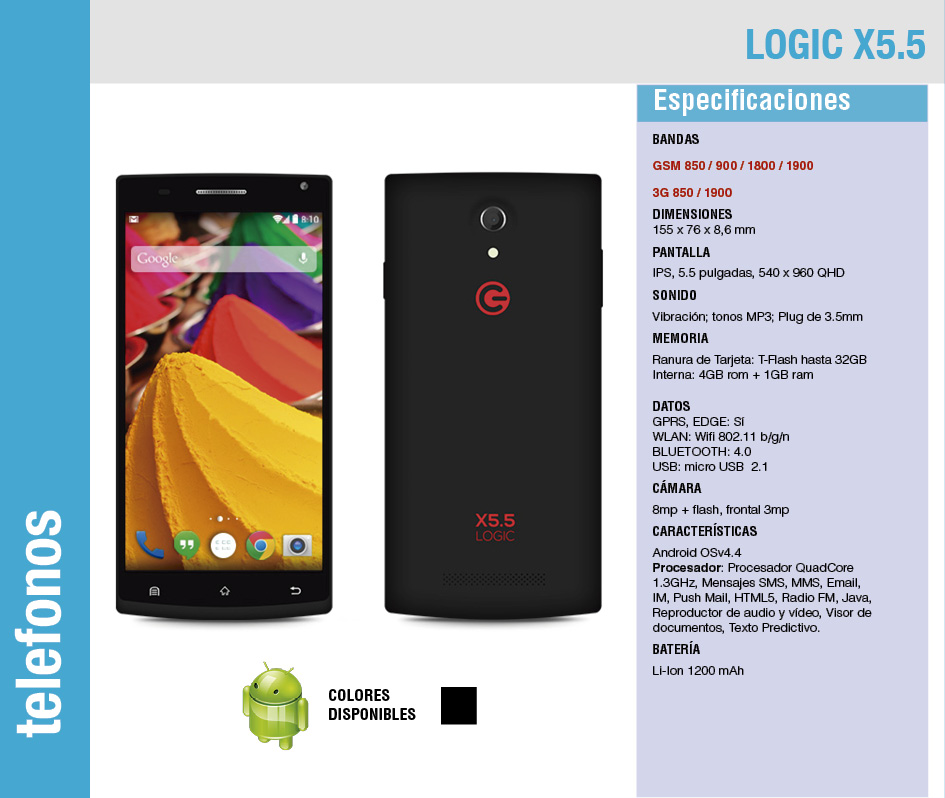 LOGIC X5.5
telefonos
8:10
Google
X5.5
LOGIC
COLORES
DISPONIBLES
Especificaciones
BANDAS
GSM 850 / 900 / 1800 / 1900
3G 850 / 1900
DIMENSIONES
155 x 76 x 8,6 mm
PANTALLA
IPS, 5.5 pulgadas, 540 x 960 QHD
SONIDO
Vibración; tonos MP3; Plug de 3.5mm
MEMORIA
Ranura de Tarjeta: T-Flash hasta 32GB
Interna: 4GB rom + 1GB ram
DATOS
GPRS, EDGE: Sí
WLAN: Wifi 802.11 b/g/n
BLUETOOTH: 4.0
USB: micro USB 2.1
CÁMARA
8mp + flash, frontal 3mp
CARACTERÍSTICAS
Android OSv4.4
Procesador: Procesador QuadCore
1.3GHz, Mensajes SMS, MMS, Email,
IM, Push Mail, HTML5, Radio FM, Java,
Reproductor de audio y vídeo, Visor de
documentos, Texto Predictivo.
BATERÍA
Li-Ion 1200 mAh